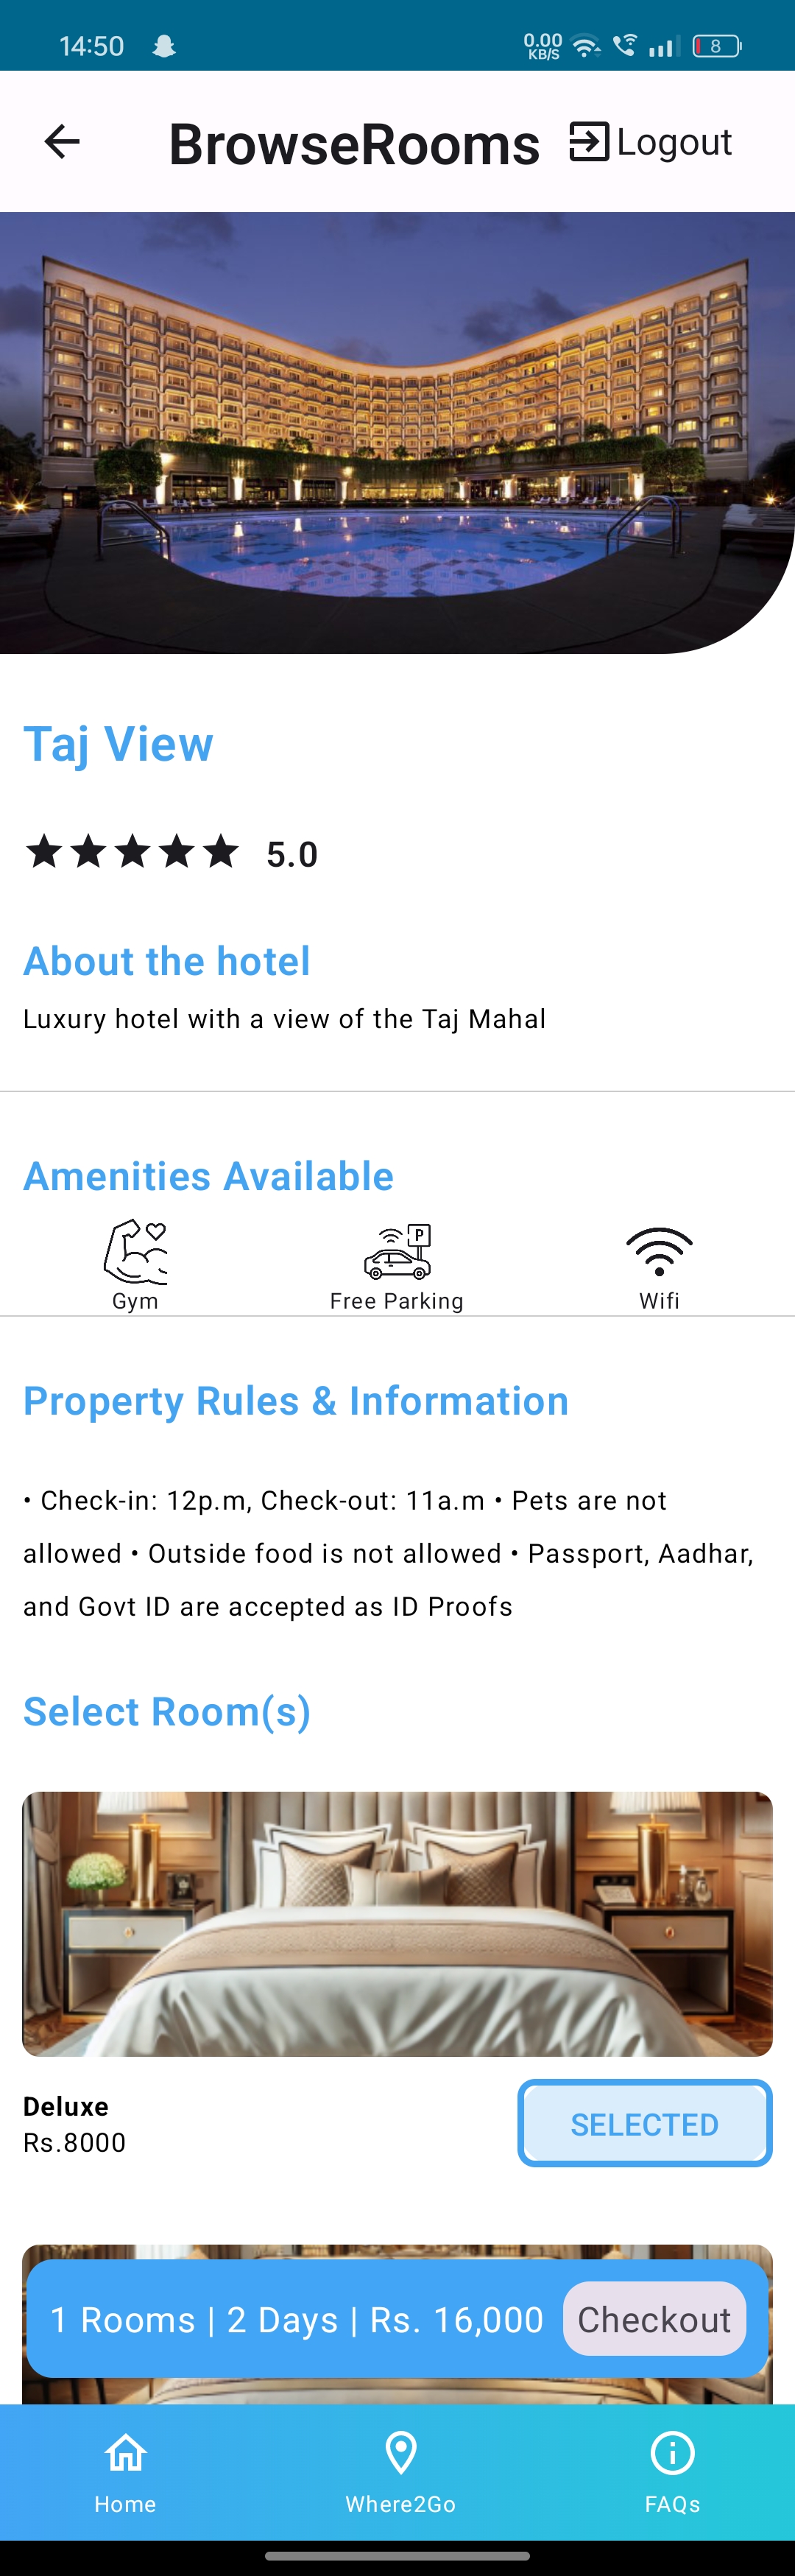 14:50
0.00
KB/S
8
BrowseRooms
Logout
Taj View
5.0
About the hotel
Luxury hotel with a view of the Taj Mahal
Amenities Available
P
Gym
Free Parking
Wifi
Property Rules & Information
• Check-in: 12p.m, Check-out: 11a.m • Pets are not
allowed • Outside food is not allowed • Passport, Aadhar,
and Govt ID are accepted as ID Proofs
Select Room(s)
Deluxe
Rs.8000
SELECTED
1 Rooms | 2 Days | Rs. 16,000
Checkout
Home
Where2Go
FAQs